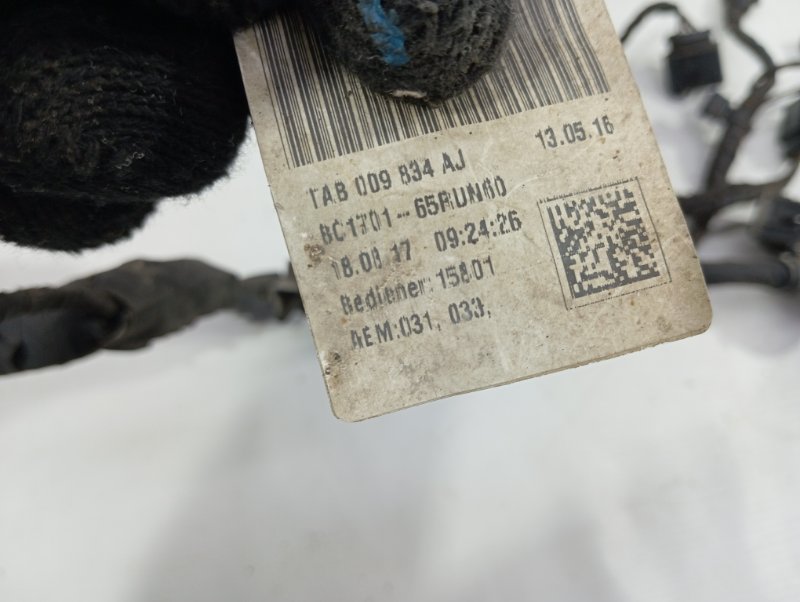 13.05.16
TAB 009 834 AJ
8C1701-65RUN60
18.08.17 09:24:26
Bediener:15801
AEM:031, 033,